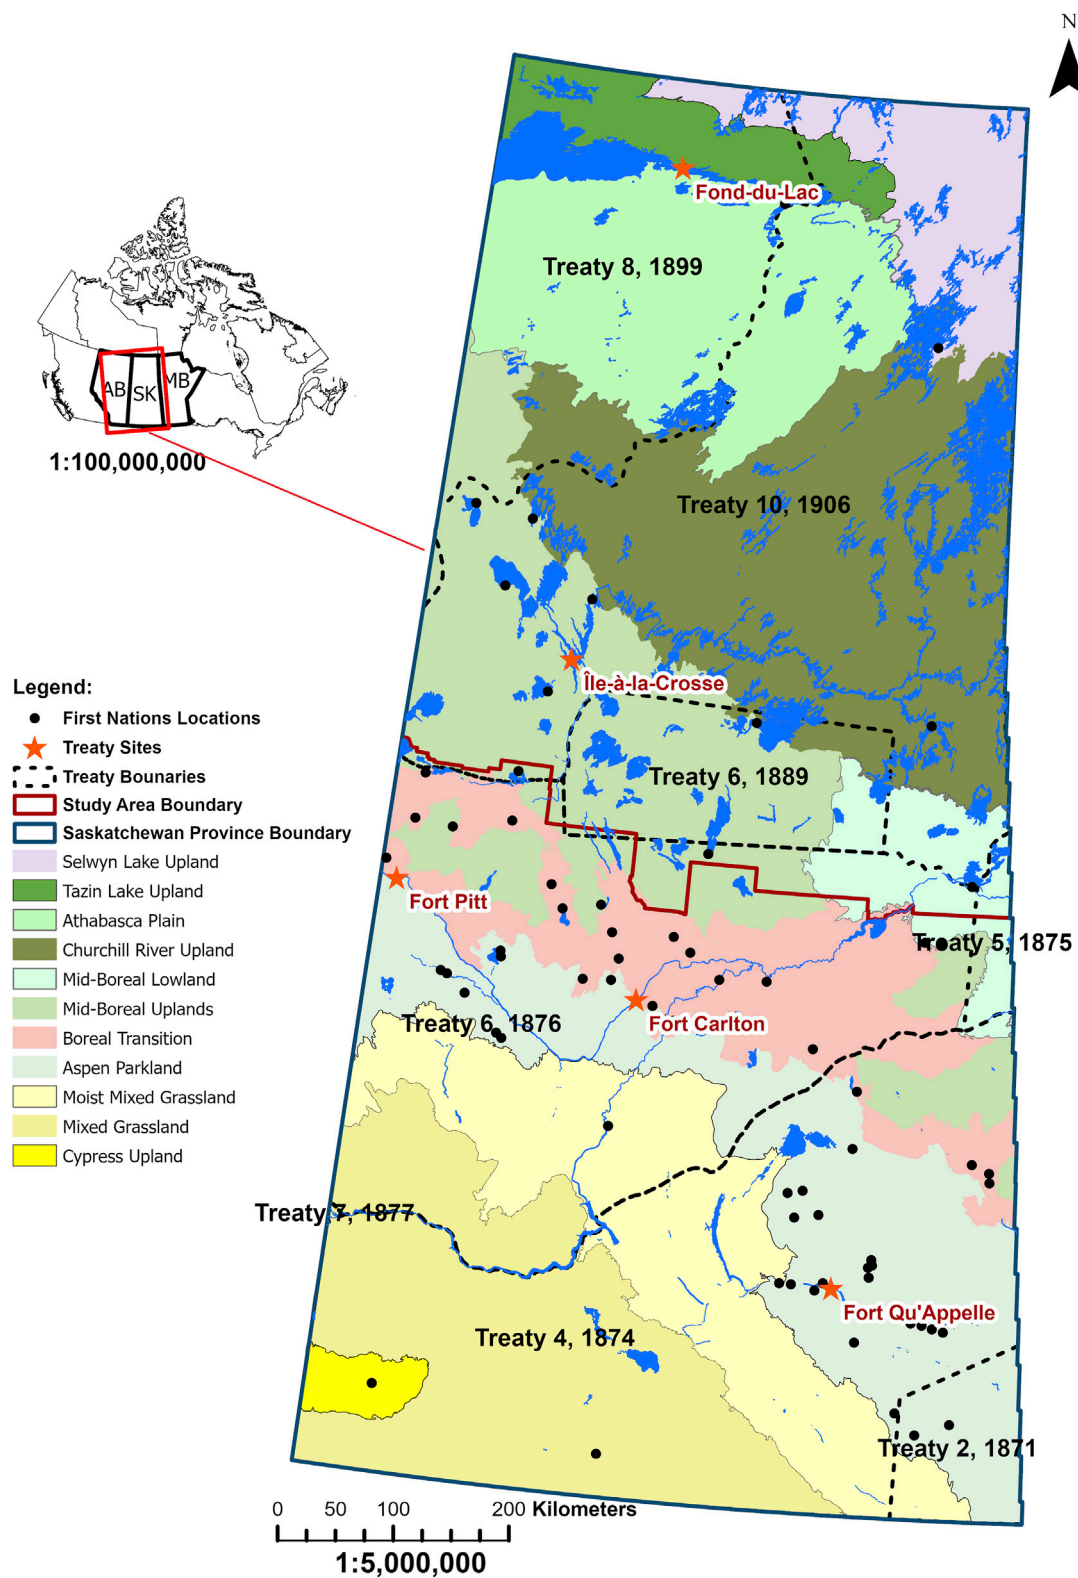 N
Fond-du-Lac
Treaty 8, 1899
AB
SK
MB
1:100,000,000
Treaty 10, 1906
Île-à-la-Crosse
Legend:
First Nations Locations
Treaty Sites
Treaty Bounaries
Study Area Boundary
Saskatchewan Province Boundary
Selwyn Lake Upland
Tazin Lake Upland
Athabasca Plain
Churchill River Upland
Mid-Boreal Lowland
Mid-Boreal Uplands
Boreal Transition
Aspen Parkland
Moist Mixed Grassland
Mixed Grassland
Cypress Upland
Treaty 6, 1889
Fort Pitt
Treaty 5, 1875
Treaty 6, 1876
Fort Carlton
Treaty 7, 1877
Fort Qu'Appelle
Treaty 4, 1874
Treaty 2, 1871
0 50 100 200 Kilometers
1:5,000,000